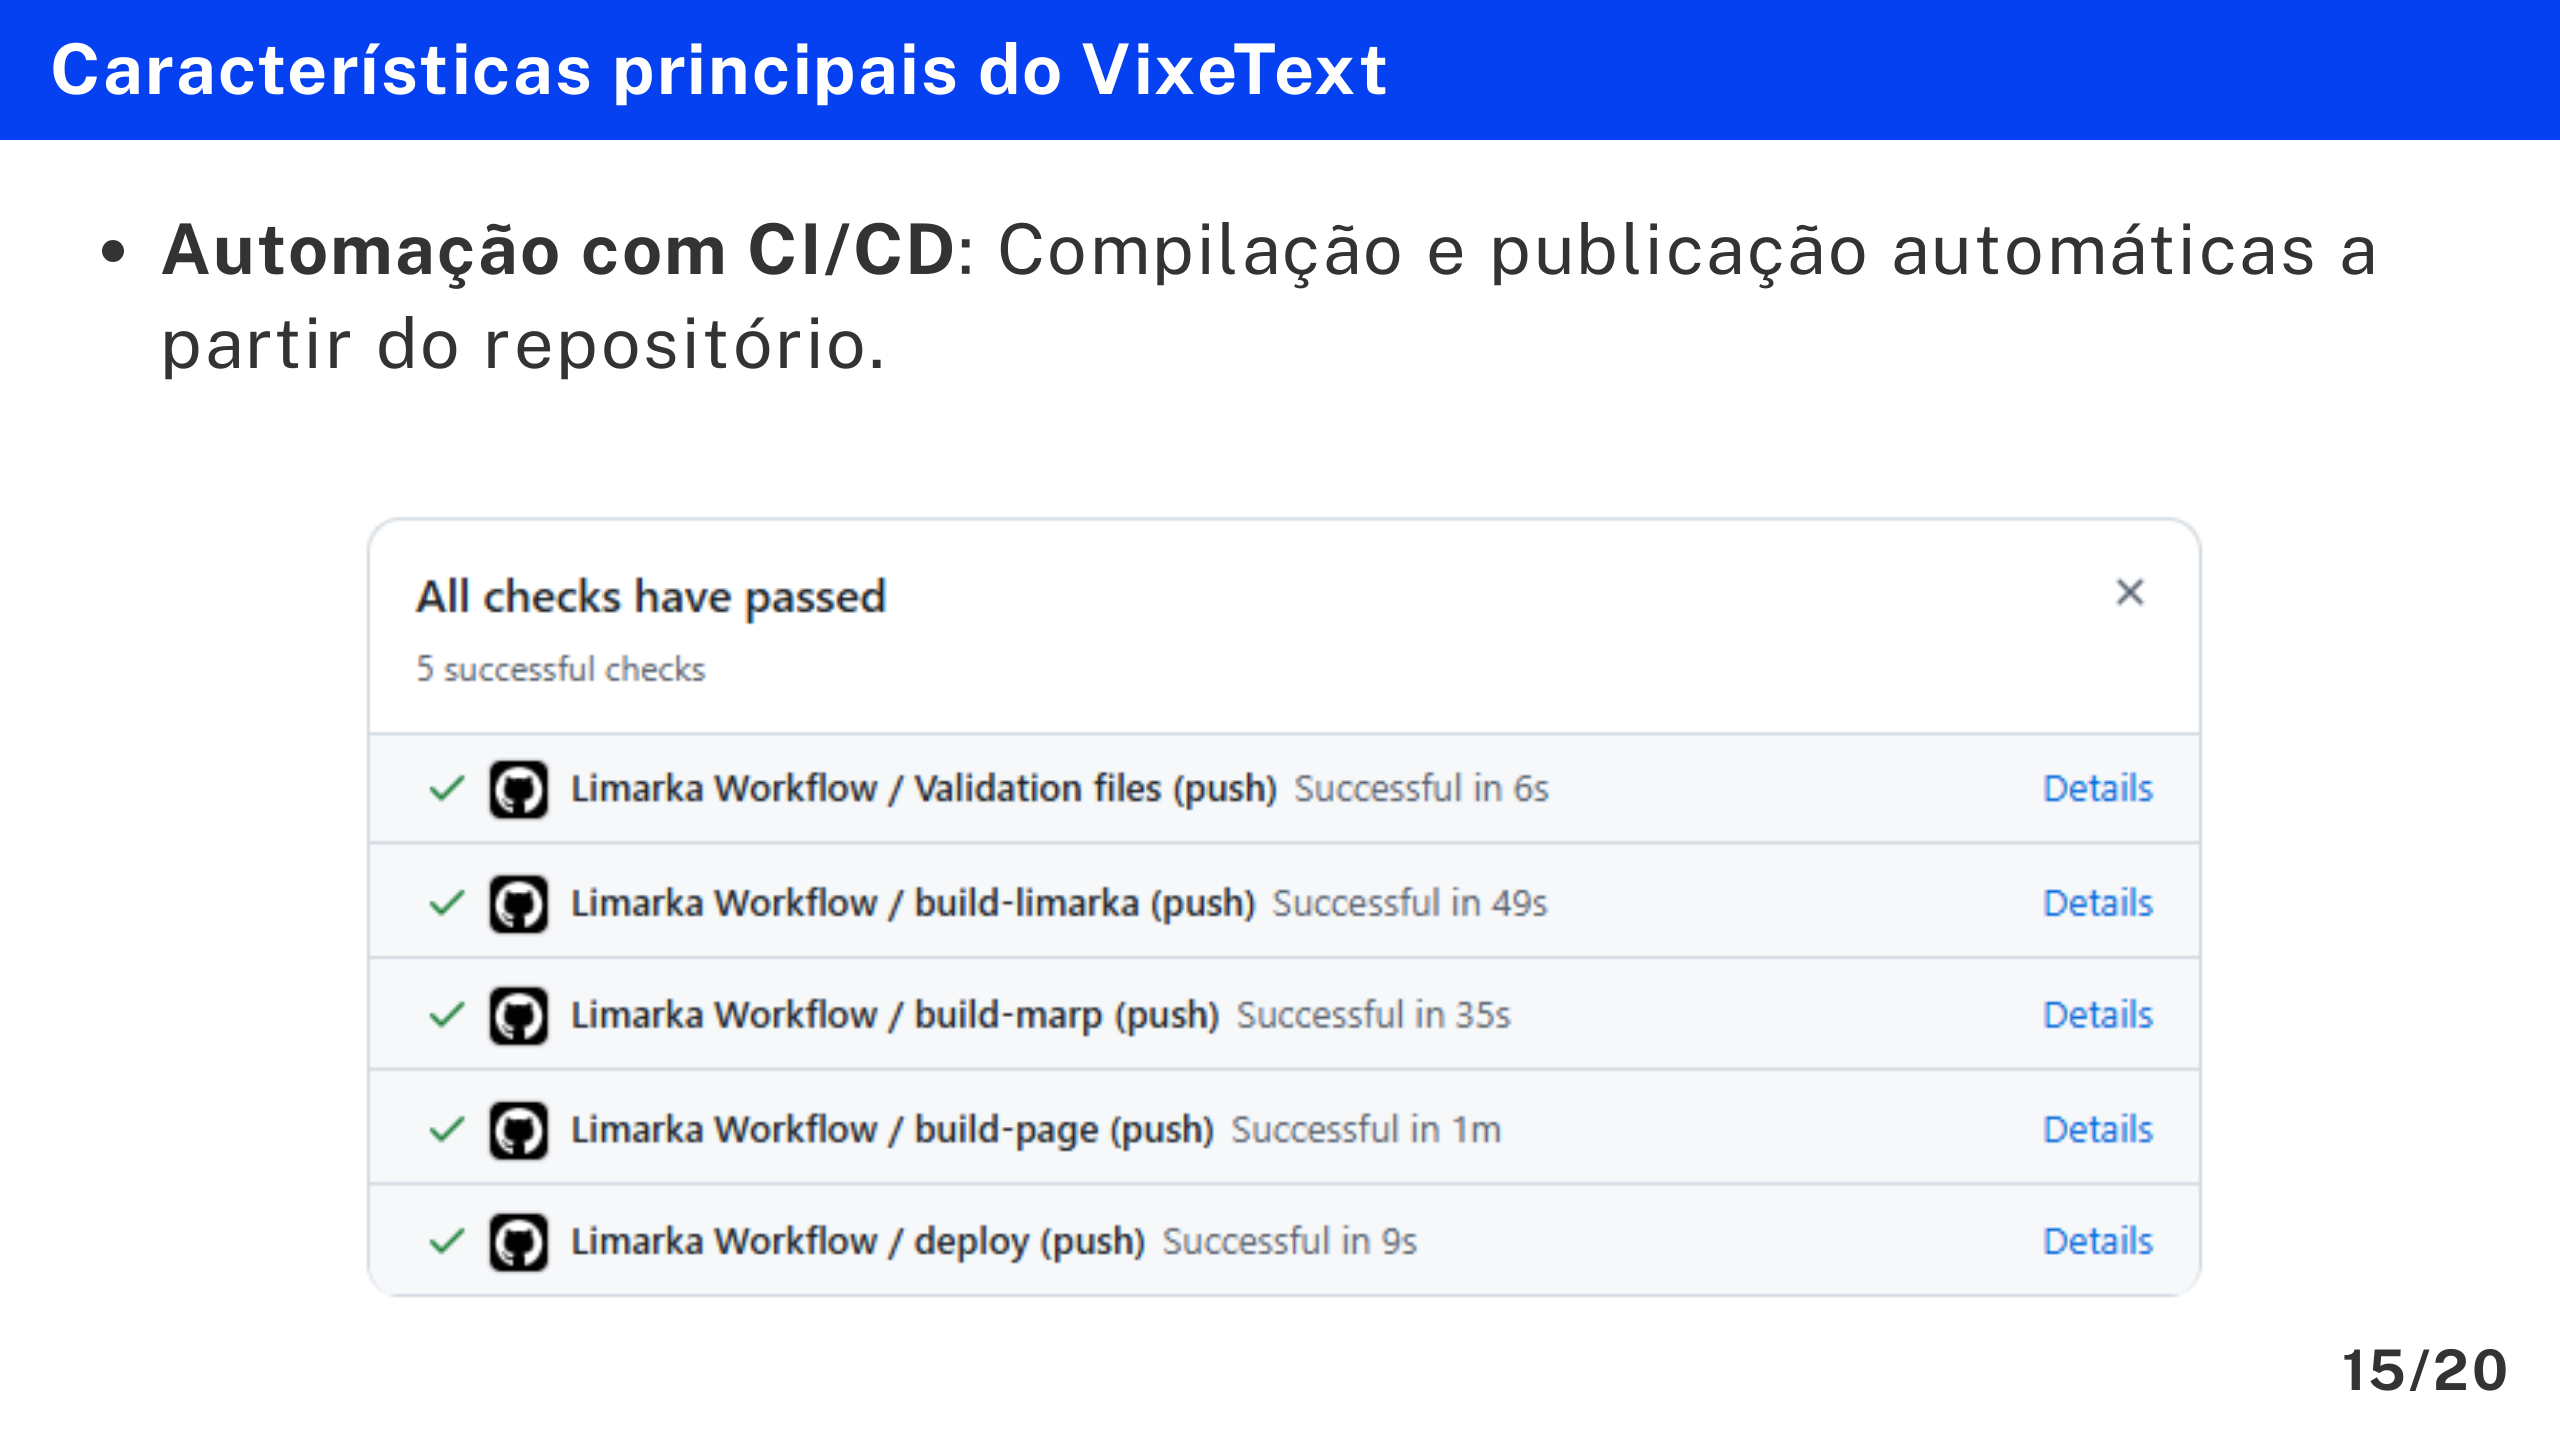 Características principais do VixeText
• Automação com CI/CD: Compilação e publicação automáticas a
partir do repositório.
All checks have passed
5 successful checks
Limarka Workflow / Validation files (push) Successful in 6s Details
Limarka Workflow / build-limarka (push) Successful in 49s Details
Limarka Workflow / build-marp (push) Successful in 35s Details
Limarka Workflow / build-page (push) Successful in 1m Details
Limarka Workflow / deploy (push) Successful in 9s Details
15/20